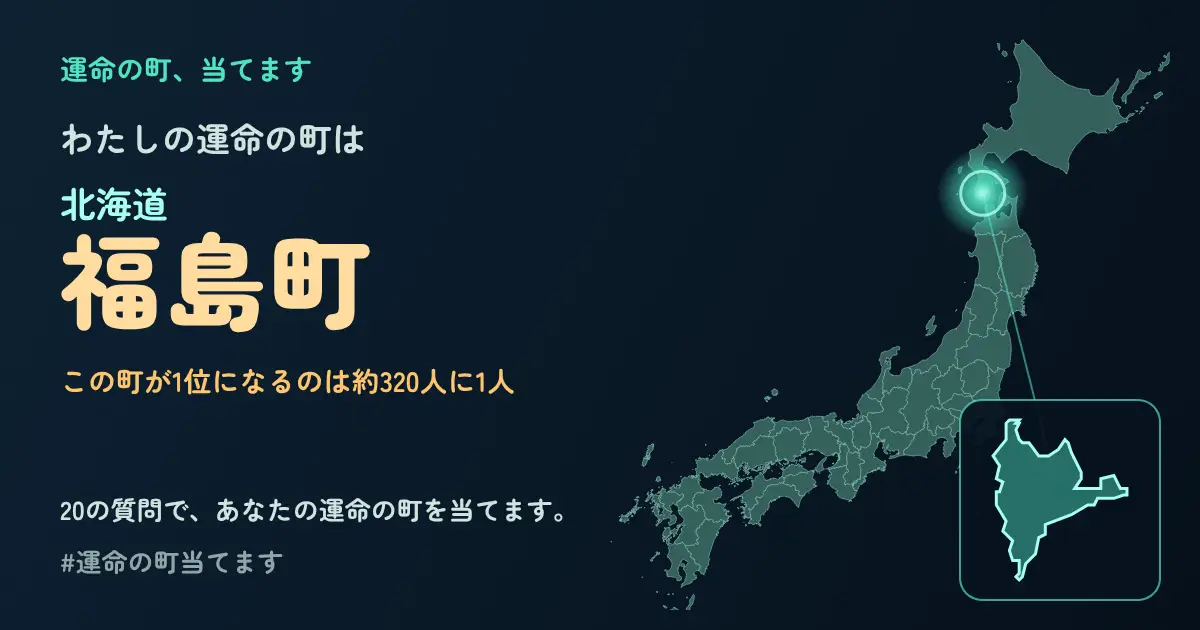 運命の町、当てます
わたしの運命の町は
北海道
福島町
この町が1位になるのは約320人に1人
20の質問で、あなたの運命の町を当てます。
#運命の町当てます